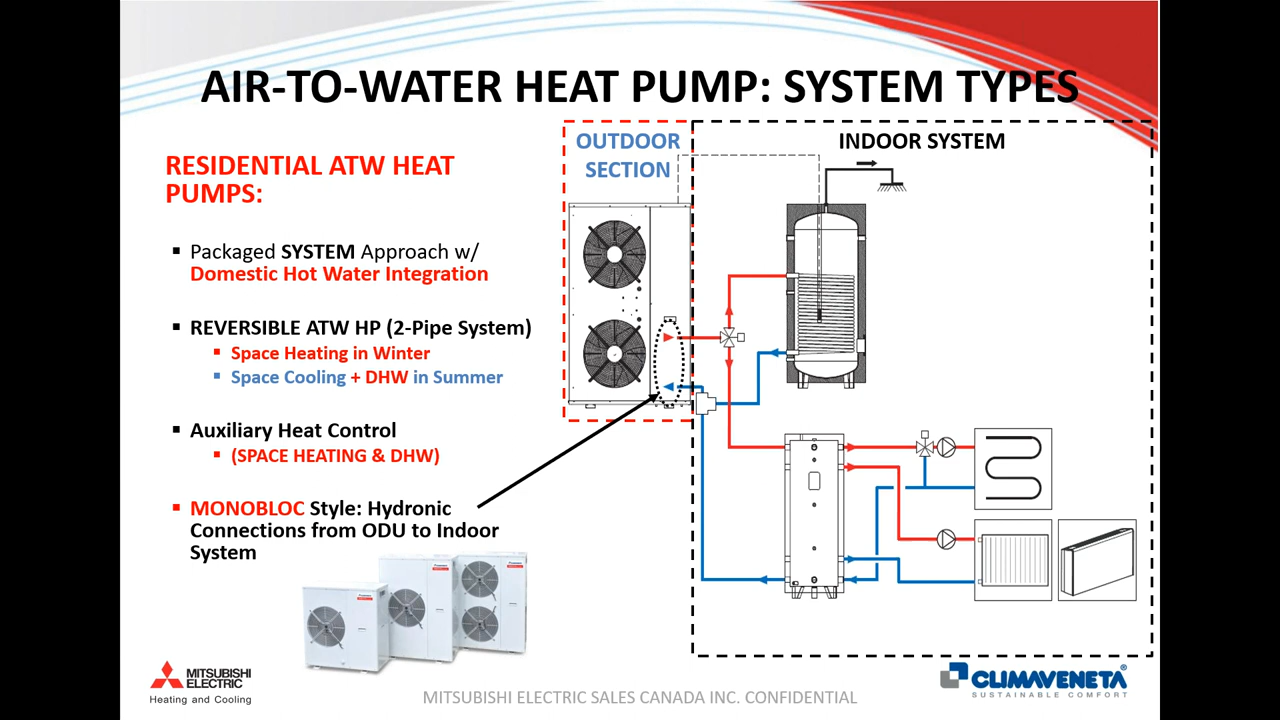 AIR-TO-WATER HEAT PUMP: SYSTEM TYPES
RESIDENTIAL ATW HEAT
PUMPS:
▪ Packaged SYSTEM Approach w/
Domestic Hot Water Integration
▪ REVERSIBLE ATW HP (2-Pipe System)
▪ Space Heating in Winter
▪ Space Cooling + DHW in Summer
▪ Auxiliary Heat Control
▪ (SPACE HEATING & DHW)
▪ MONOBLOC Style: Hydronic
Connections from ODU to Indoor
System
OUTDOOR
SECTION
INDOOR SYSTEM
MITSUBISHI
ELECTRIC
Heating and Cooling
MITSUBISHI ELECTRIC SALES CANADA INC. CONFIDENTIAL
CLIMAVENETA®
SUSTAINABLE COMFORT